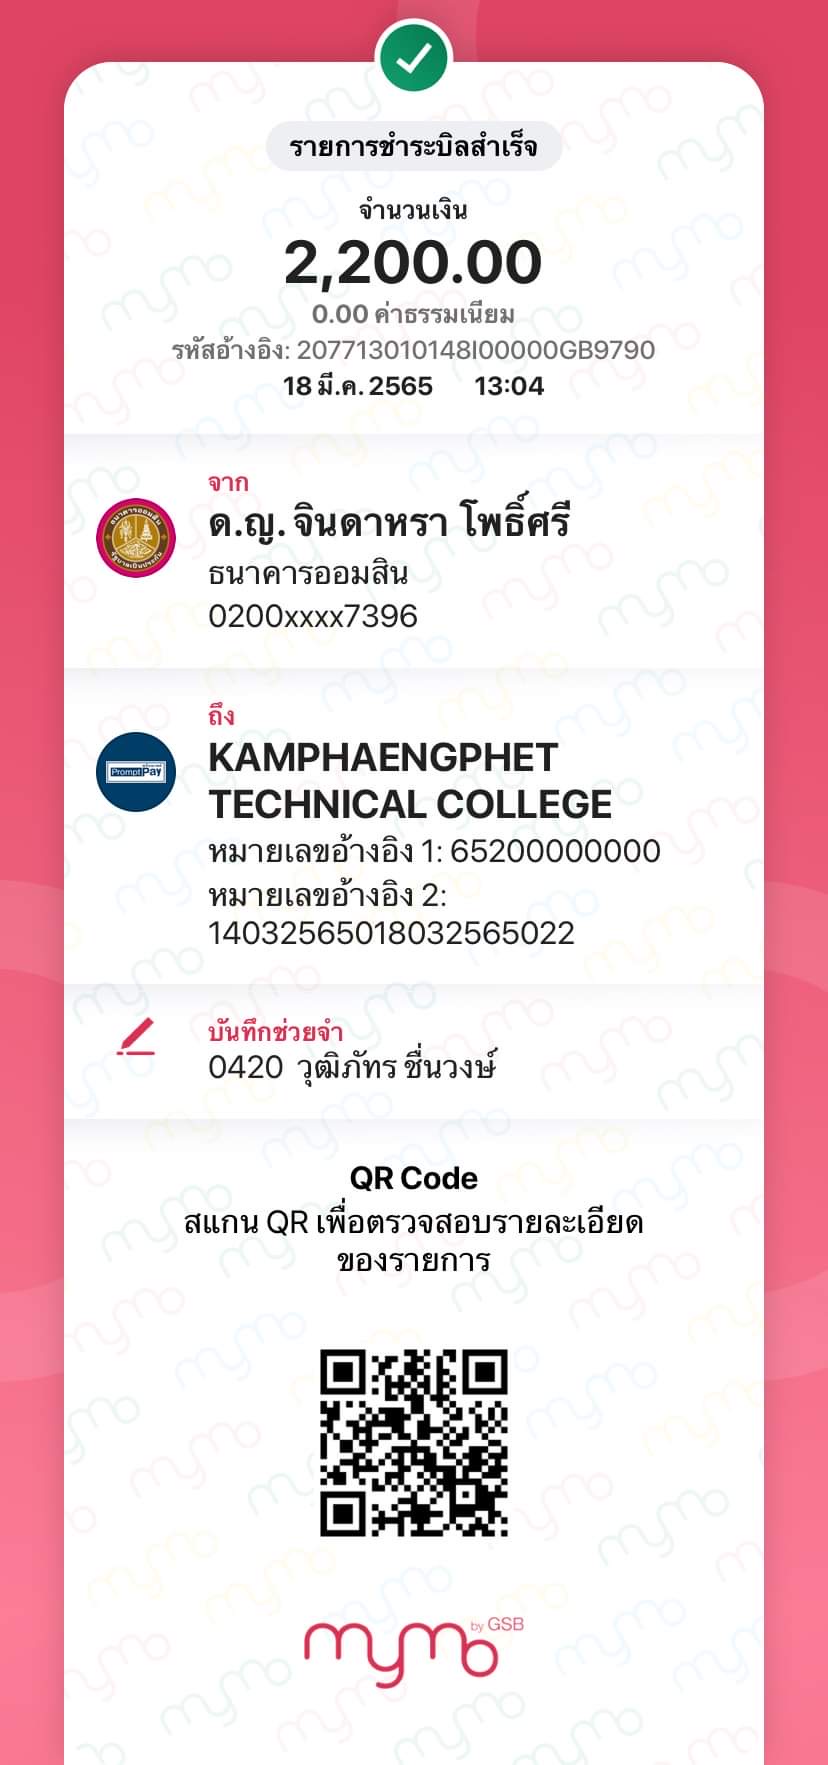 รายการชำระบิลสำเร็จ
จำนวนเงิน
2,200.00
0.00 ค่าธรรมเนียม
รหัสอ้างอิง: 207713010148I00000GB9790
18 มี.ค. 2565 13:04
จาก
ด.ญ. จินดาหรา โพธิ์ศรี
ธนาคารออมสิน
0200xxxx7396
ถึง
PromptPay
KAMPHAENGPHET
TECHNICAL COLLEGE
หมายเลขอ้างอิง 1: 65200000000
หมายเลขอ้างอิง 2:
14032565018032565022
บันทึกช่วยจำ
0420 วุฒิภัทร ชื่นวงษ์
QR Code
สแกน QR เพื่อตรวจสอบรายละเอียด
ของรายการ
mymo by GSB